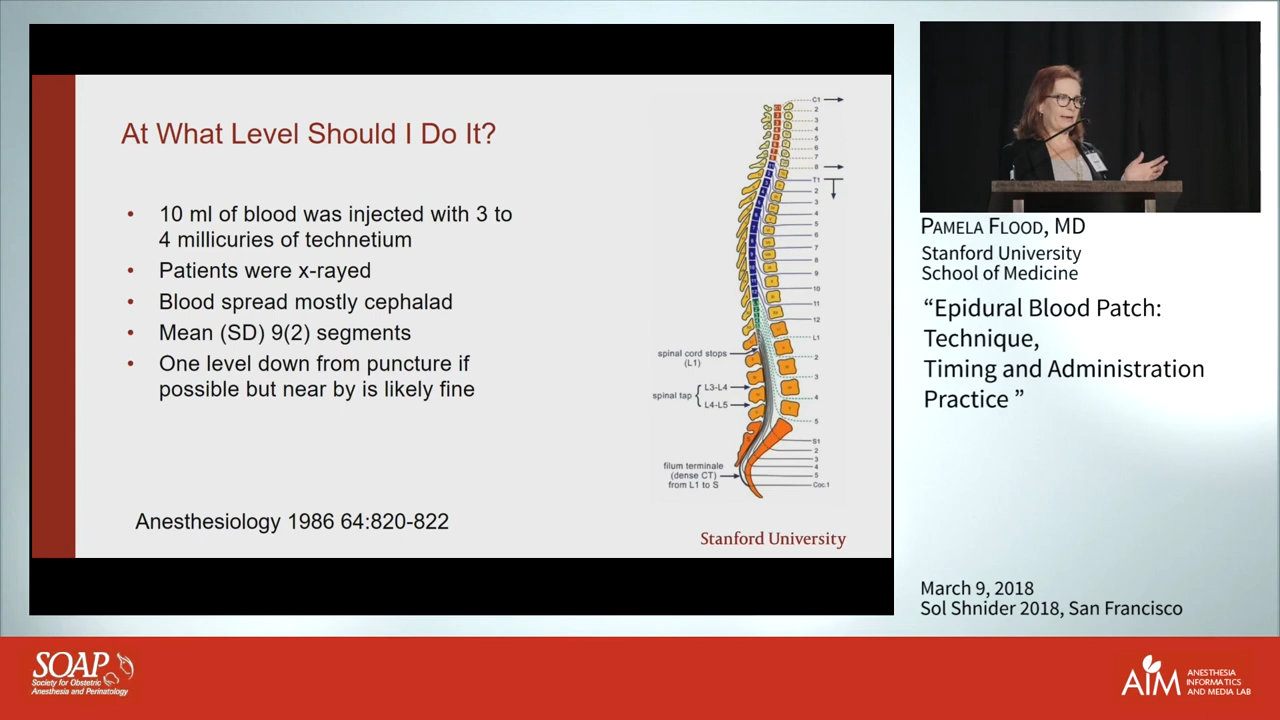 At What Level Should I Do It?
• 10 ml of blood was injected with 3 to
4 millicuries of technetium
• Patients were x-rayed
• Blood spread mostly cephalad
• Mean (SD) 9(2) segments
• One level down from puncture if
possible but near by is likely fine
Anesthesiology 1986 64:820-822
C1
2
3
4
5
6
7
8
T1
2
3
4
5
6
7
8
9
10
11
12
L1
2
3
4
5
S1
2
3
4
5
Coc.1
spinal cord stops
(L1)
spinal tap
L3-L4
L4-L5
filum terminale
(dense CT)
from L1 to S
Stanford University
PAMELA FLOOD, MD
Stanford University
School of Medicine
“Epidural Blood Patch:
Technique,
Timing and Administration
Practice ”
March 9, 2018
Sol Shnider 2018, San Francisco
SOAP
Society for Obstetric
Anesthesia and Perinatology
AIM
ANESTHESIA
INFORMATICS
AND MEDIA LAB